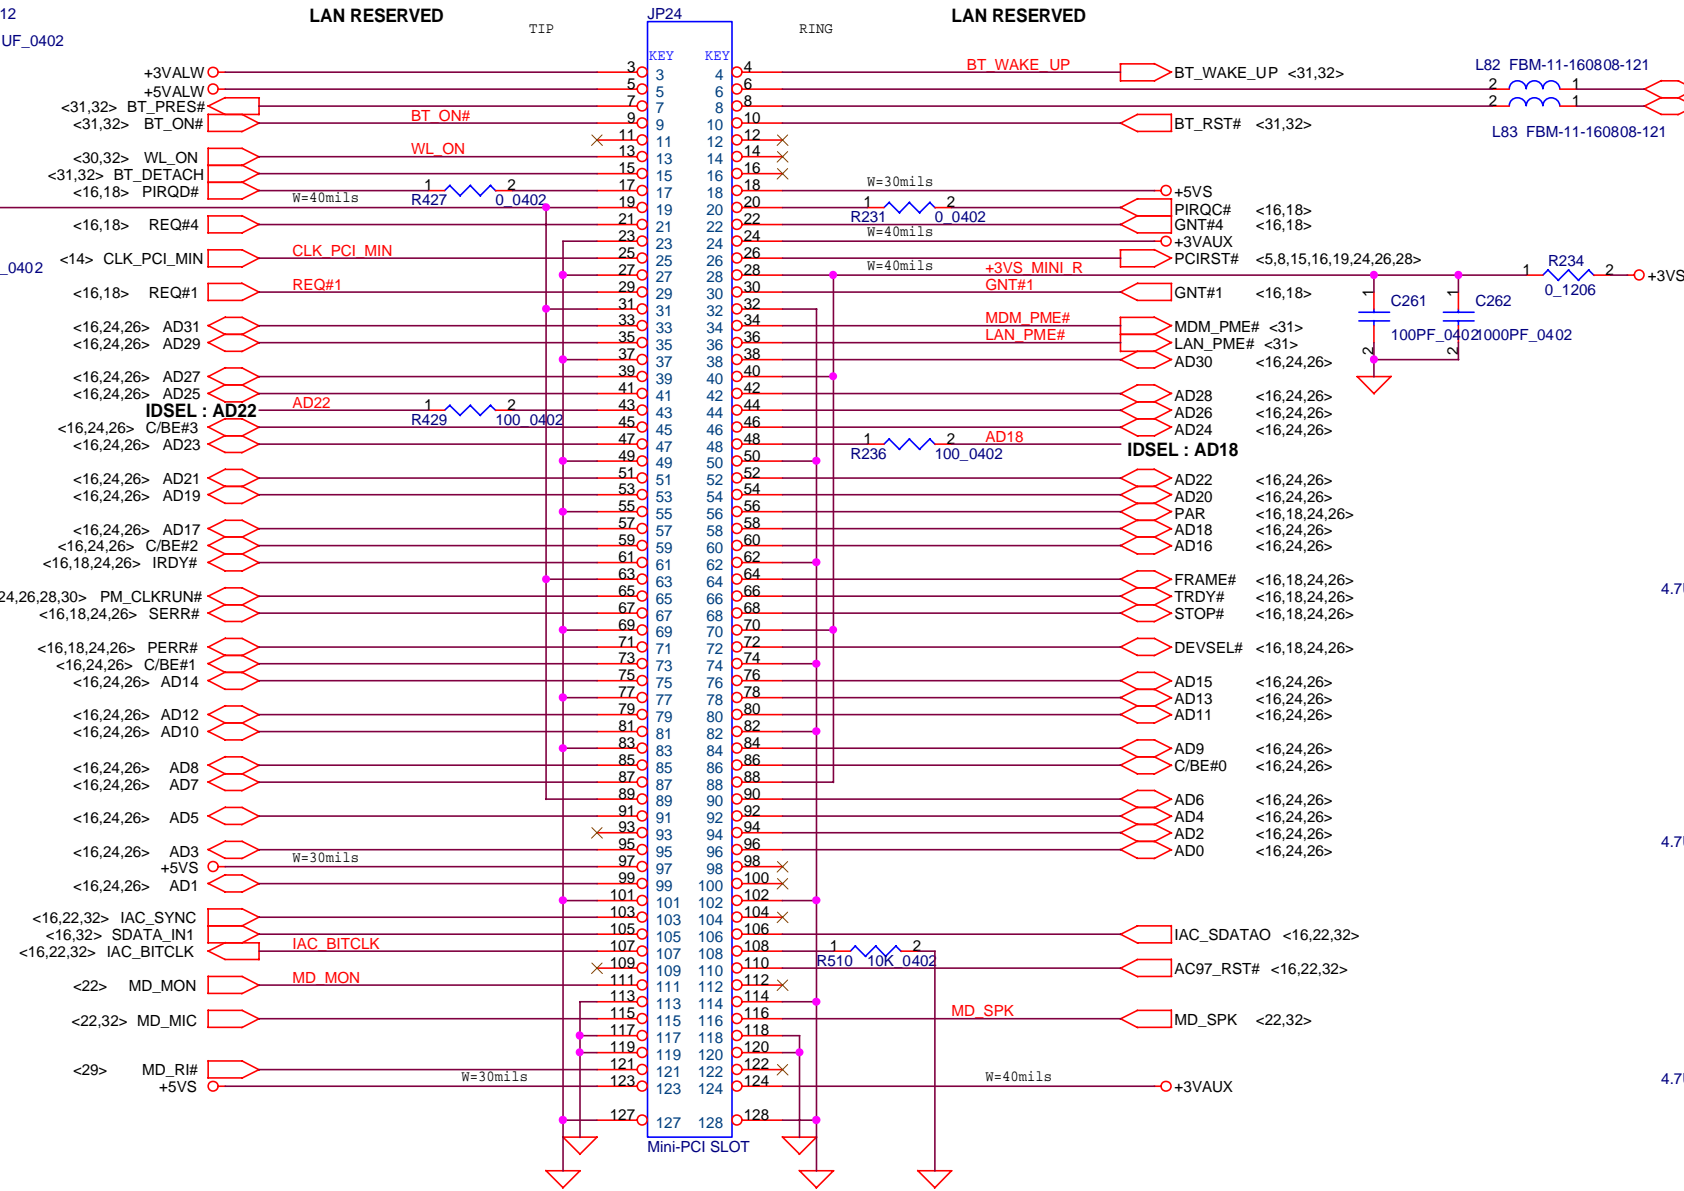 12
LAN RESERVED
TIP
JP24
RING
LAN RESERVED
UF_0402
KEY KEY
+3VALW 3 3 4 4 BT_WAKE_UP BT_WAKE_UP <31,32>
L82 FBM-11-160808-121
+5VALW 5 5 6 6 2 1
<31,32> BT_PRES# 7 7 8 8 2 1
<31,32> BT_ON# BT_ON# 9 9 10 10 BT_RST# <31,32>
L83 FBM-11-160808-121
11 11 12 12
<30,32> WL_ON WL_ON 13 13 14 14
<31,32> BT_DETACH 15 15 16 16
<16,18> PIRQD# 1 2 17 17 18 18 W=30mils +5VS
W=40mils R427 0_0402 19 19 20 20 1 2 PIRQC# <16,18>
R231 0_0402
<16,18> REQ#4 21 21 22 22 GNT#4 <16,18>
23 23 24 24 W=40mils +3VAUX
_0402 <14> CLK_PCI_MIN CLK_PCI_MIN 25 25 26 26 PCIRST# <5,8,15,16,19,24,26,28>
27 27 28 28 W=40mils +3VS_MINI_R 1 R234 2 +3VS
0_1206
<16,18> REQ#1 REQ#1 29 29 30 30 GNT#1 GNT#1 <16,18>
1 C261 1 C262
31 31 32 32
<16,24,26> AD31 33 33 34 34 MDM_PME# MDM_PME# <31>
100PF_0402 1000PF_0402
<16,24,26> AD29 35 35 36 36 LAN_PME# LAN_PME# <31>
2 2
37 37 38 38 AD30 <16,24,26>
<16,24,26> AD27 39 39 40 40
<16,24,26> AD25 41 41 42 42 AD28 <16,24,26>
IDSEL : AD22 AD22 1 2 43 43 44 44 AD26 <16,24,26>
R429 100_0402
<16,24,26> C/BE#3 45 45 46 46 AD24 <16,24,26>
<16,24,26> AD23 47 47 48 48 1 2 AD18
R236 100_0402 IDSEL : AD18
49 49 50 50
<16,24,26> AD21 51 51 52 52 AD22 <16,24,26>
<16,24,26> AD19 53 53 54 54 AD20 <16,24,26>
55 55 56 56 PAR <16,18,24,26>
<16,24,26> AD17 57 57 58 58 AD18 <16,24,26>
<16,24,26> C/BE#2 59 59 60 60 AD16 <16,24,26>
<16,18,24,26> IRDY# 61 61 62 62
63 63 64 64 FRAME# <16,18,24,26>
24,26,28,30> PM_CLKRUN# 65 65 66 66 TRDY# <16,18,24,26>
4.7U
<16,18,24,26> SERR# 67 67 68 68 STOP# <16,18,24,26>
69 69 70 70
<16,18,24,26> PERR# 71 71 72 72 DEVSEL# <16,18,24,26>
<16,24,26> C/BE#1 73 73 74 74
<16,24,26> AD14 75 75 76 76 AD15 <16,24,26>
77 77 78 78 AD13 <16,24,26>
<16,24,26> AD12 79 79 80 80 AD11 <16,24,26>
<16,24,26> AD10 81 81 82 82
83 83 84 84 AD9 <16,24,26>
<16,24,26> AD8 85 85 86 86 C/BE#0 <16,24,26>
<16,24,26> AD7 87 87 88 88
89 89 90 90 AD6 <16,24,26>
<16,24,26> AD5 91 91 92 92 AD4 <16,24,26>
93 93 94 94 AD2 <16,24,26>
4.7U
<16,24,26> AD3 95 95 96 96 AD0 <16,24,26>
+5VS W=30mils 97 97 98 98
<16,24,26> AD1 99 99 100 100
101 101 102 102
<16,22,32> IAC_SYNC 103 103 104 104
<16,32> SDATA_IN1 105 105 106 106 IAC_SDATAO <16,22,32>
<16,22,32> IAC_BITCLK IAC_BITCLK 107 107 108 108 1 2
R510 10K_0402
109 109 110 110 AC97_RST# <16,22,32>
<22> MD_MON MD_MON 111 111 112 112
113 113 114 114
<22,32> MD_MIC 115 115 116 116 MD_SPK MD_SPK <22,32>
117 117 118 118
119 119 120 120
<29> MD_RI# 121 121 122 122
+5VS W=30mils 123 123 124 124 W=40mils +3VAUX
4.7U
127 127 128 128
Mini-PCI SLOT